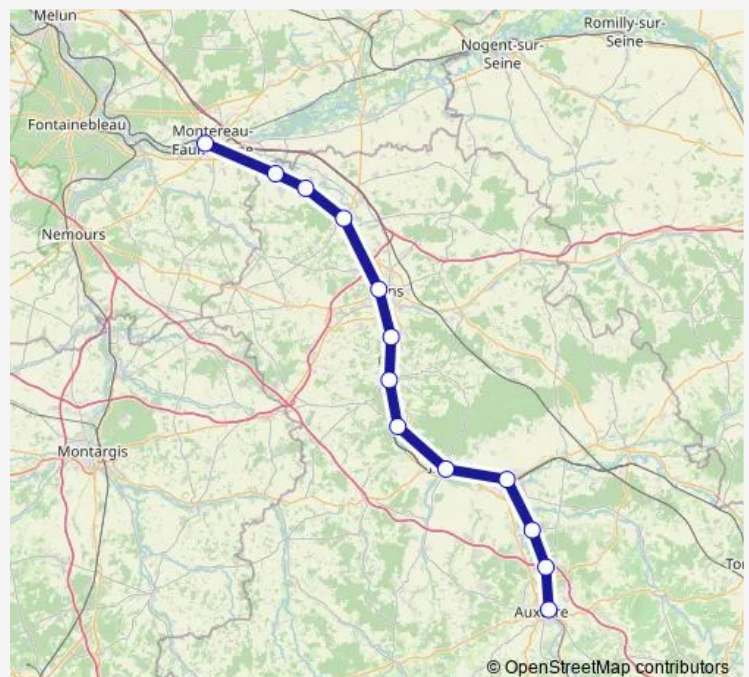 Melun
Romilly-sur-
Seine
Nogent-sur-
Seine
Fontainebleau
Montereau-
Nemours
Montargis
© OpenStreetMap contributors